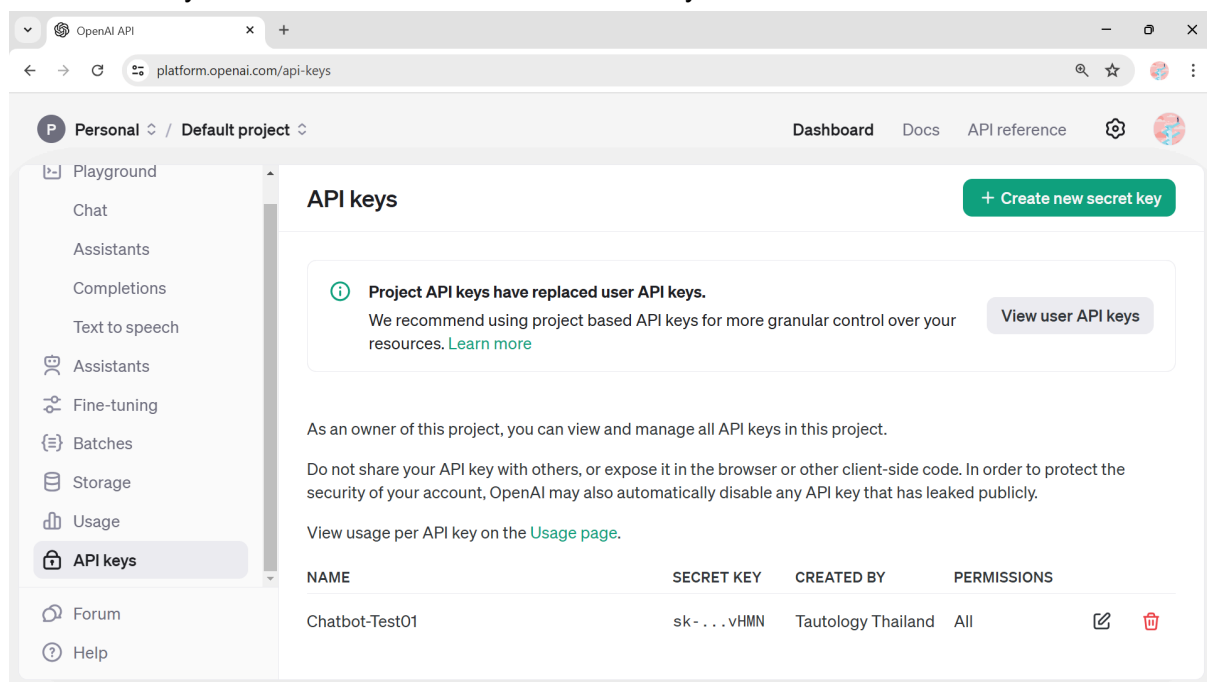 OpenAI API
platform.openai.com/api-keys
P Personal / Default project
Dashboard Docs API reference
Playground
Chat
Assistants
Completions
Text to speech
Assistants
Fine-tuning
Batches
Storage
Usage
API keys
Forum
Help
API keys
+ Create new secret key
Project API keys have replaced user API keys.
We recommend using project based API keys for more granular control over your
resources. Learn more
View user API keys
As an owner of this project, you can view and manage all API keys in this project.
Do not share your API key with others, or expose it in the browser or other client-side code. In order to protect the
security of your account, OpenAI may also automatically disable any API key that has leaked publicly.
View usage per API key on the Usage page.
NAME SECRET KEY CREATED BY PERMISSIONS
Chatbot-Test01 sk-...vHMN Tautology Thailand All